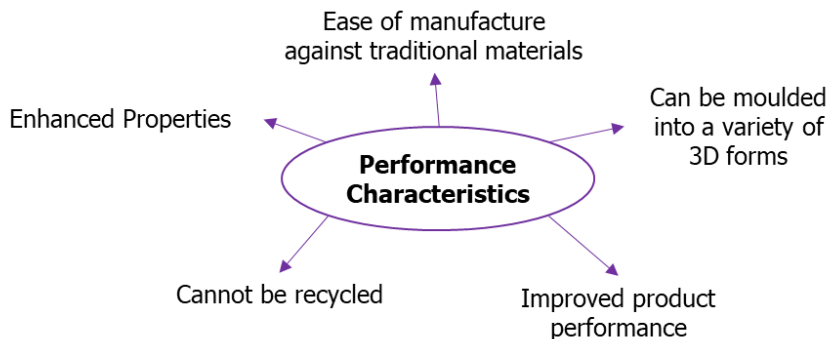 Ease of manufacture
against traditional materials
Enhanced Properties
Can be moulded
into a variety of
3D forms
Performance
Characteristics
Cannot be recycled
Improved product
performance